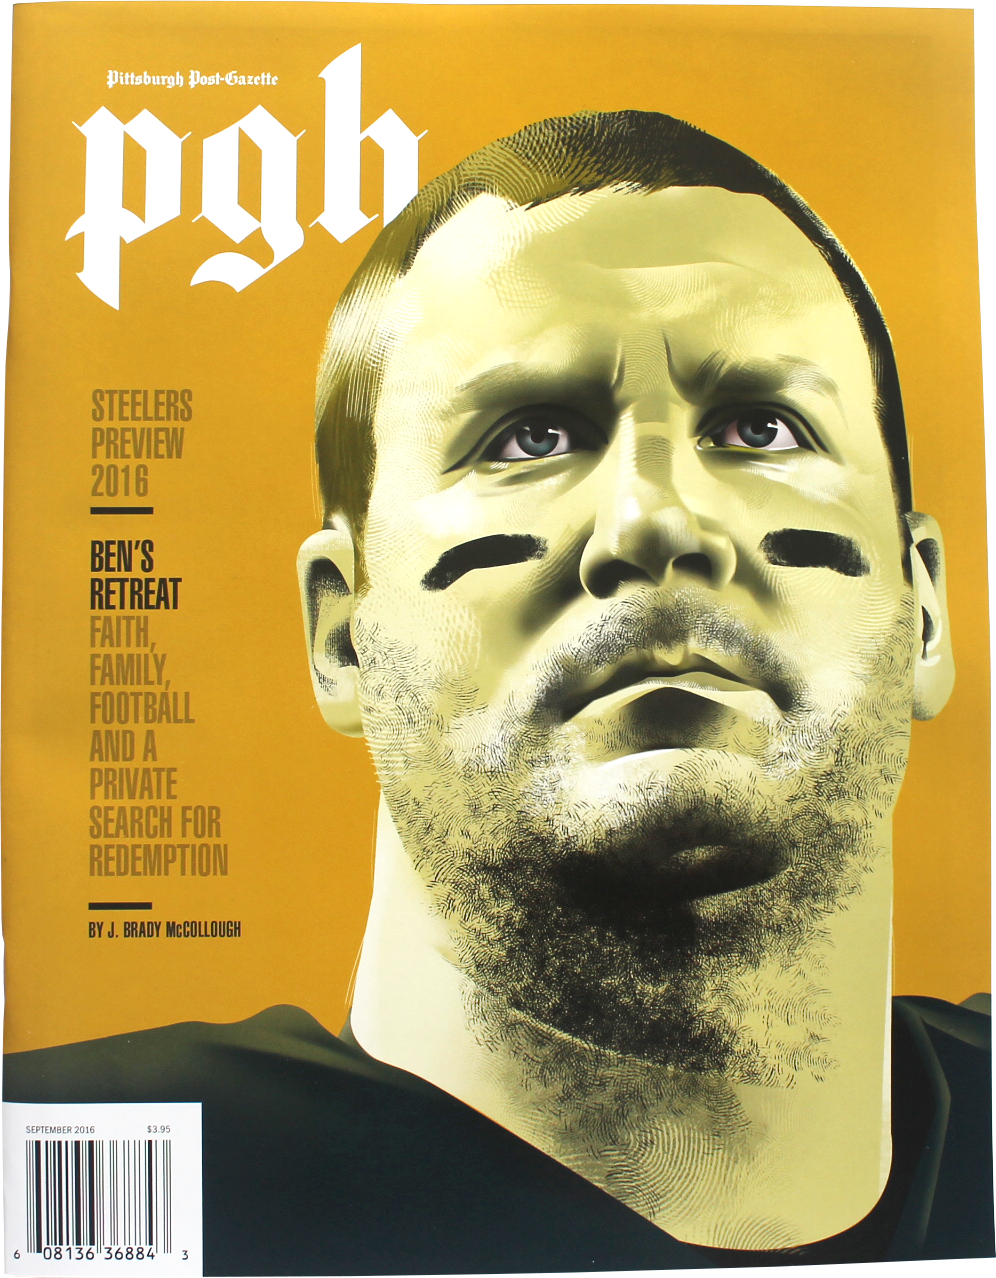 Pittsburgh Post-Gazette
pgh
STEELERS
PREVIEW
2016
BEN'S
RETREAT
FAITH,
FAMILY,
FOOTBALL
AND A
PRIVATE
SEARCH FOR
REDEMPTION
BY J. BRADY McCOLLOUGH
SEPTEMBER 2016 $3.95
6 08136 36884 3